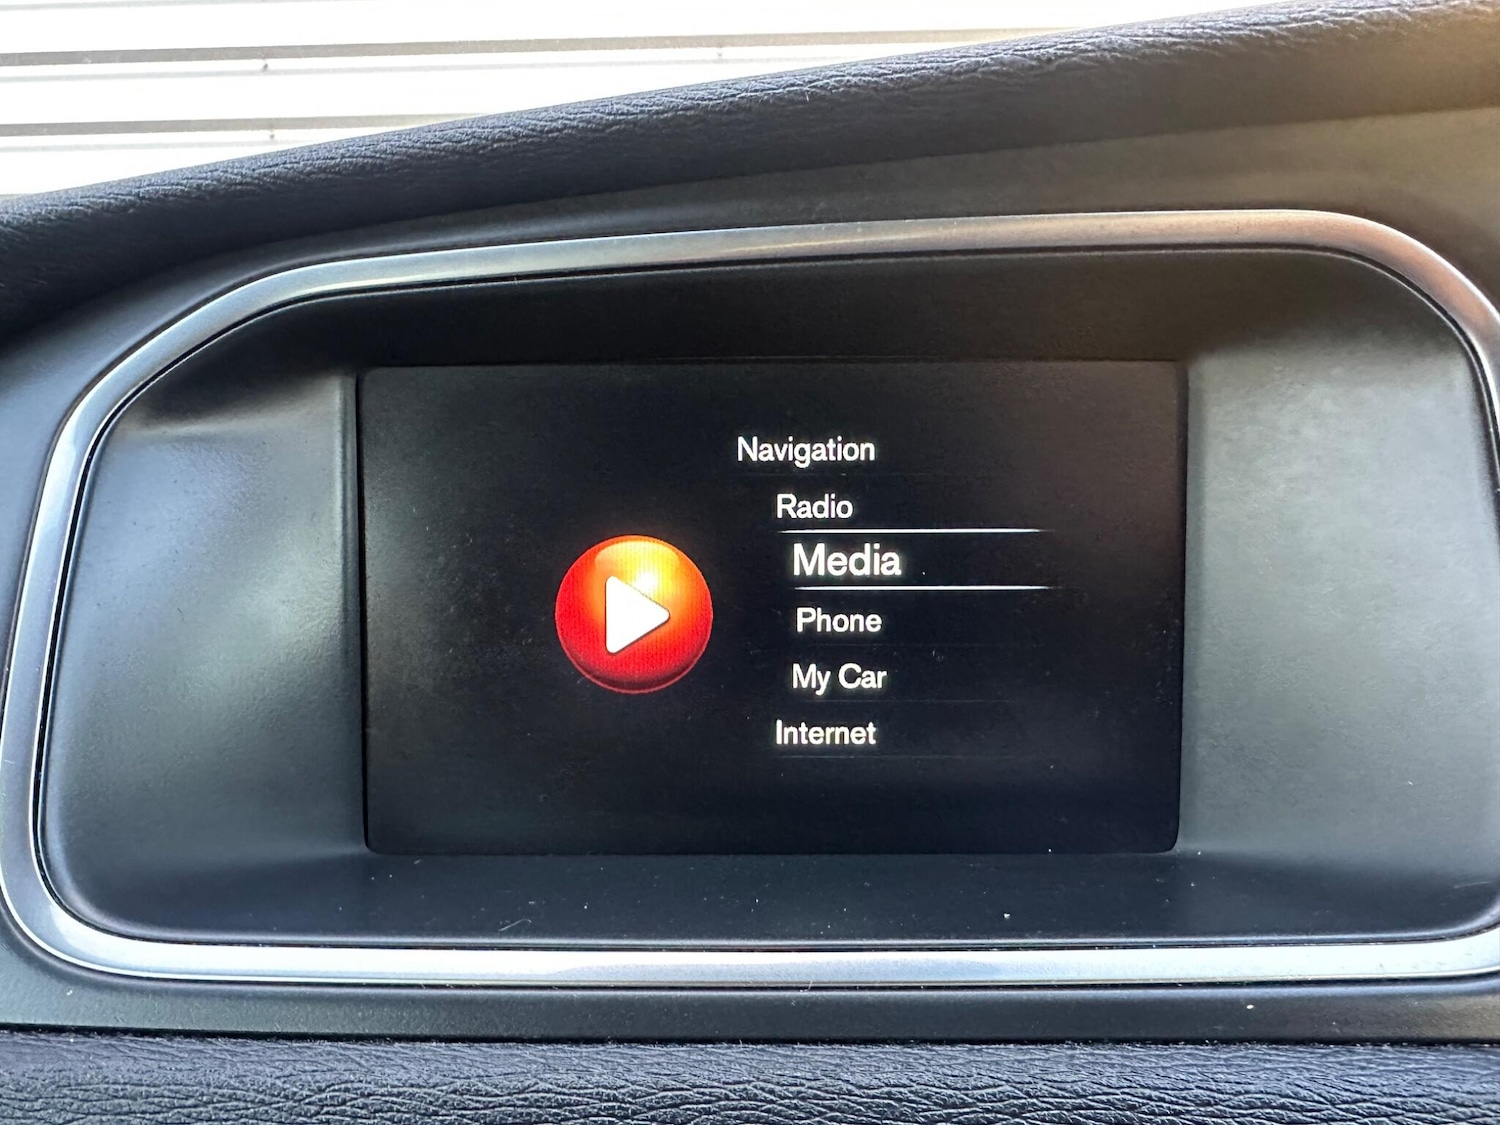 Navigation
Radio
Media
Phone
My Car
Internet